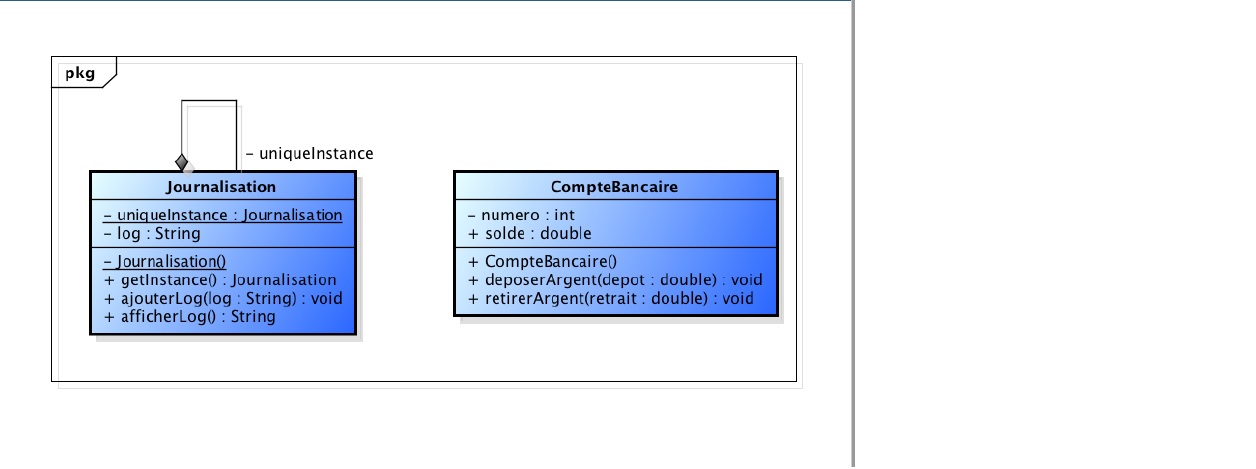 pkg
- uniqueInstance
Journalisation
- uniqueInstance : Journalisation
- log : String
- Journalisation()
+ getInstance() : Journalisation
+ ajouterLog(log : String) : void
+ afficherLog() : String
CompteBancaire
- numero : int
+ solde : double
+ CompteBancaire()
+ deposerArgent(depot : double) : void
+ retirerArgent(retrait : double) : void